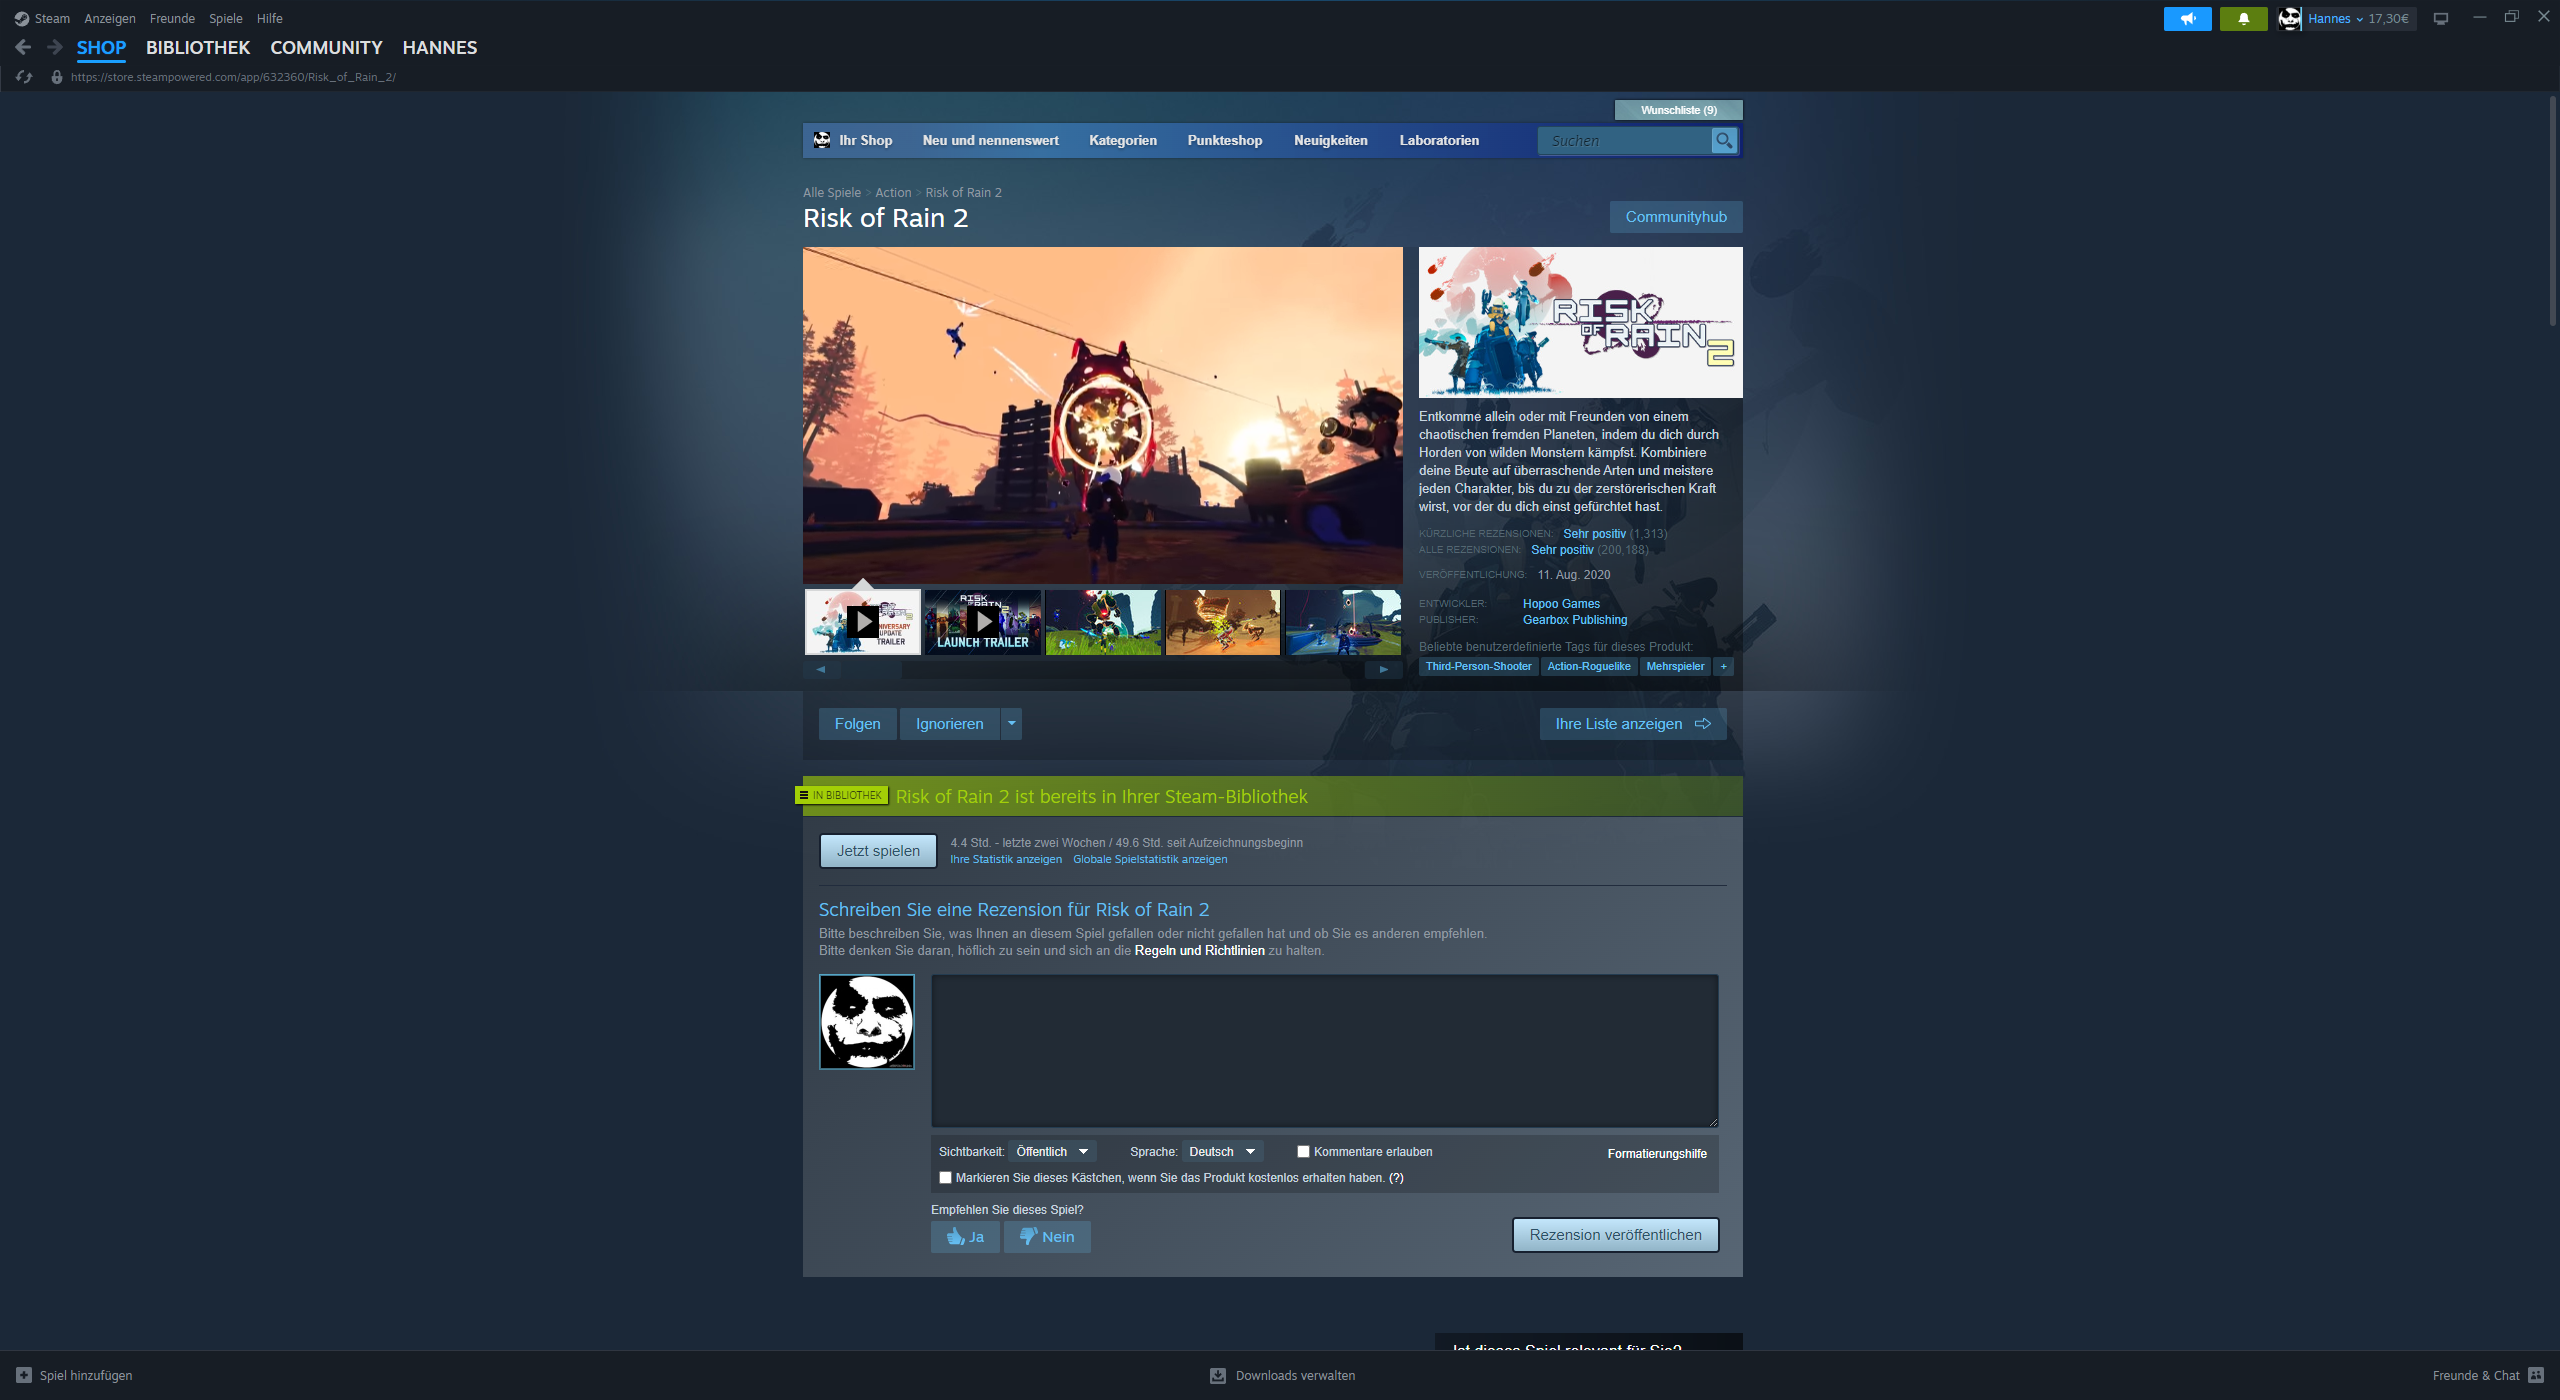 Steam Anzeigen Freunde Spiele Hilfe
Hannes 17,30€
SHOP BIBLIOTHEK COMMUNITY HANNES
https://store.steampowered.com/app/632360/Risk_of_Rain_2/
Wunschliste (9)
Ihr Shop Neu und nennenswert Kategorien Punkteshop Neuigkeiten Laboratorien Suchen
Alle Spiele > Action > Risk of Rain 2
Risk of Rain 2
Communityhub
RISK
OF RAIN 2
Entkomme allein oder mit Freunden von einem
chaotischen fremden Planeten, indem du dich durch
Horden von wilden Monstern kämpfst. Kombiniere
deine Beute auf überraschende Arten und meistere
jeden Charakter, bis du zu der zerstörerischen Kraft
wirst, vor der du dich einst gefürchtet hast.
KÜRZLICHE REZENSIONEN: Sehr positiv (1,313)
ALLE REZENSIONEN: Sehr positiv (200,188)
VERÖFFENTLICHUNG: 11. Aug. 2020
ENTWICKLER: Hopoo Games
PUBLISHER: Gearbox Publishing
Beliebte benutzerdefinierte Tags für dieses Produkt:
Third-Person-Shooter Action-Roguelike Mehrspieler +
UPDATE
TRAILER
RISK
OF RAIN 2
LAUNCH TRAILER
Folgen Ignorieren
Ihre Liste anzeigen
IN BIBLIOTHEK Risk of Rain 2 ist bereits in Ihrer Steam-Bibliothek
Jetzt spielen
4.4 Std. - letzte zwei Wochen / 49.6 Std. seit Aufzeichnungsbeginn
Ihre Statistik anzeigen Globale Spielstatistik anzeigen
Schreiben Sie eine Rezension für Risk of Rain 2
Bitte beschreiben Sie, was Ihnen an diesem Spiel gefallen oder nicht gefallen hat und ob Sie es anderen empfehlen.
Bitte denken Sie daran, höflich zu sein und sich an die Regeln und Richtlinien zu halten.
Sichtbarkeit: Öffentlich Sprache: Deutsch Kommentare erlauben Formatierungshilfe
Markieren Sie dieses Kästchen, wenn Sie das Produkt kostenlos erhalten haben. (?)
Empfehlen Sie dieses Spiel?
Ja Nein
Rezension veröffentlichen
Ist dieses Spiel relevant für Sie?
Spiel hinzufügen
Downloads verwalten
Freunde & Chat